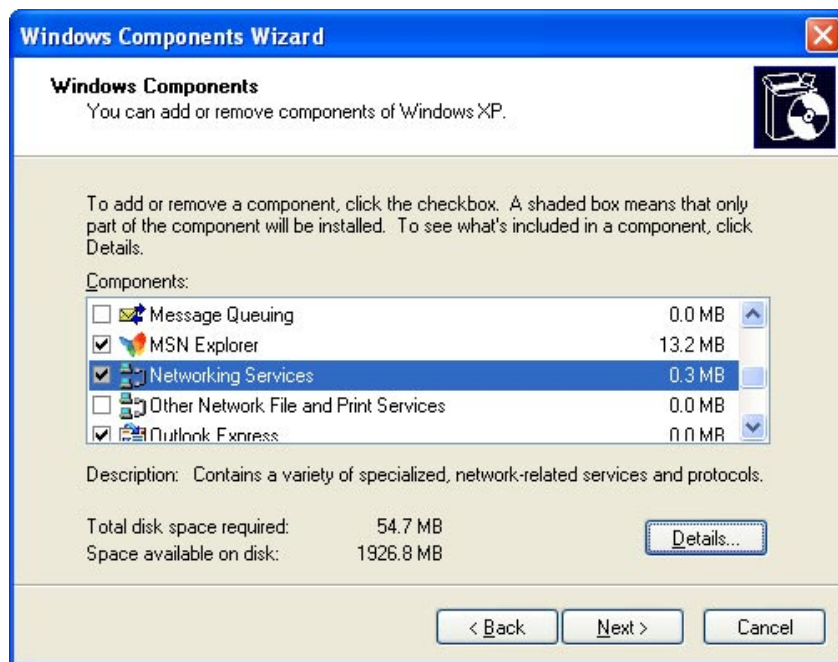 Windows Components Wizard
Windows Components
You can add or remove components of Windows XP.
To add or remove a component, click the checkbox. A shaded box means that only
part of the component will be installed. To see what's included in a component, click
Details.
Components:
Message Queuing 0.0 MB
MSN Explorer 13.2 MB
Networking Services 0.3 MB
Other Network File and Print Services 0.0 MB
Outlook Express 0.0 MB
Description: Contains a variety of specialized, network-related services and protocols.
Total disk space required: 54.7 MB
Space available on disk: 1926.8 MB
Details...
< Back Next > Cancel